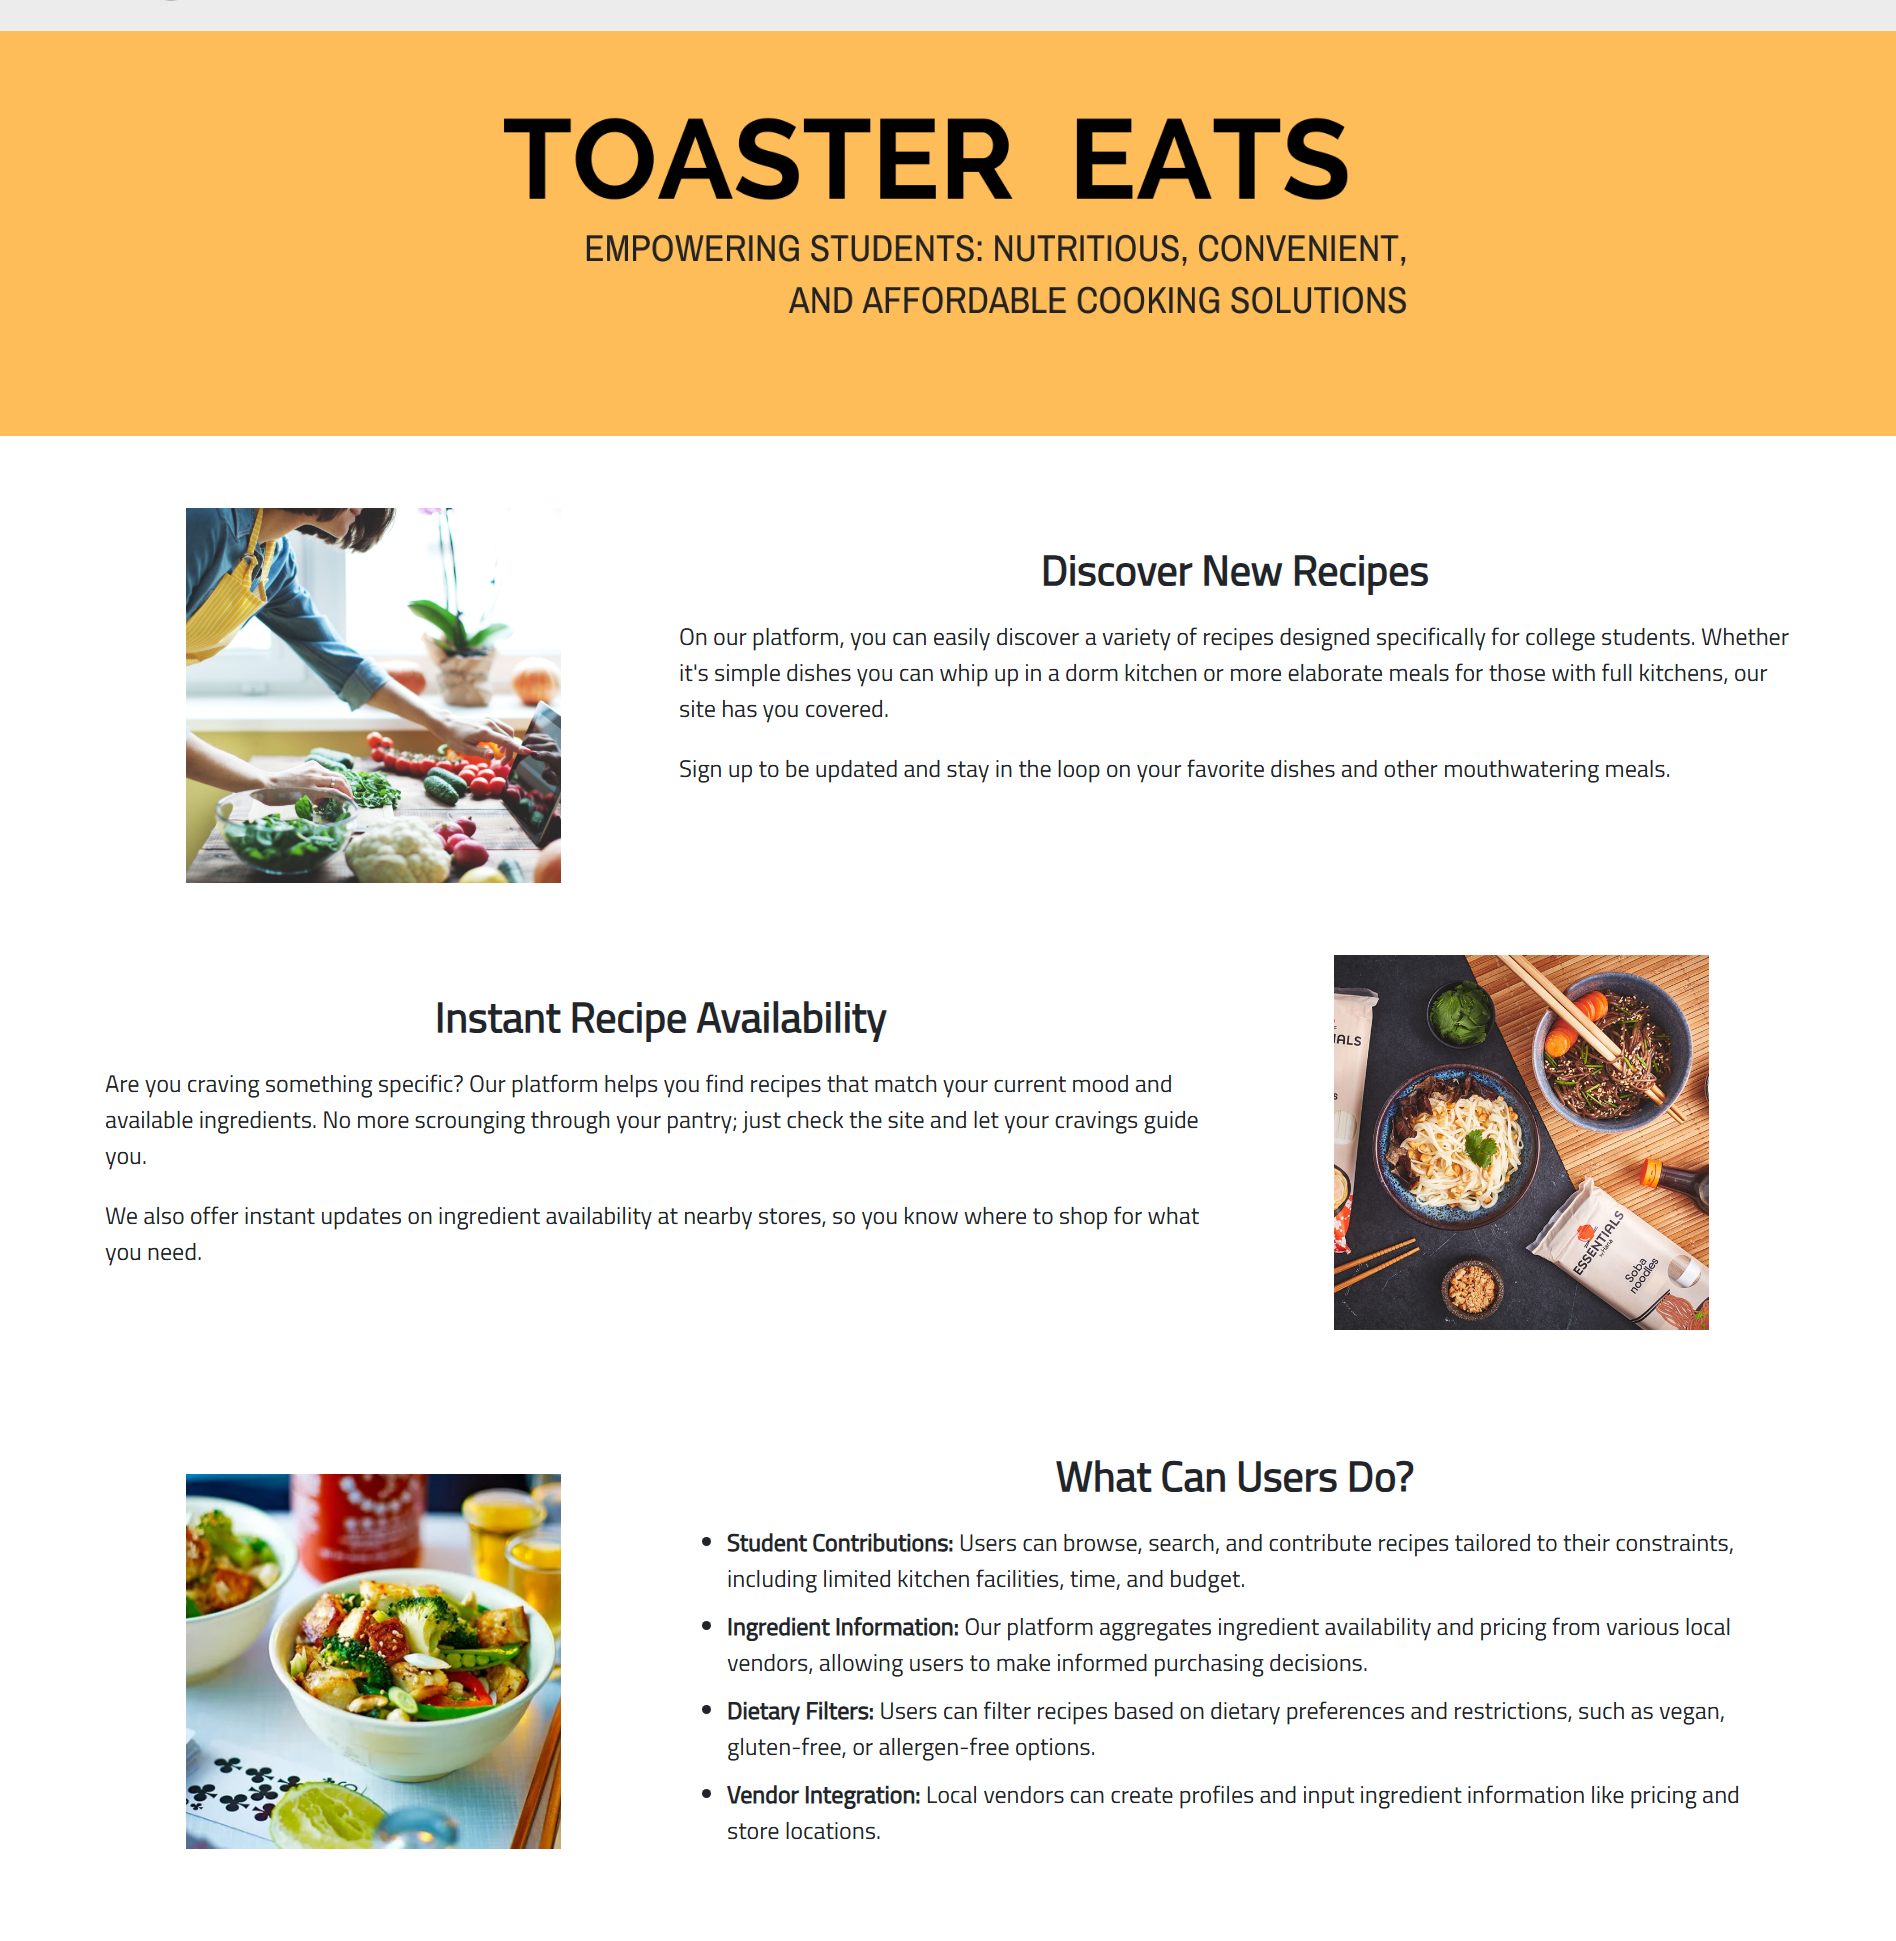 TOASTER EATS
EMPOWERING STUDENTS: NUTRITIOUS, CONVENIENT,
AND AFFORDABLE COOKING SOLUTIONS
Discover New Recipes
On our platform, you can easily discover a variety of recipes designed specifically for college students. Whether
it's simple dishes you can whip up in a dorm kitchen or more elaborate meals for those with full kitchens, our
site has you covered.
Sign up to be updated and stay in the loop on your favorite dishes and other mouthwatering meals.
Instant Recipe Availability
Are you craving something specific? Our platform helps you find recipes that match your current mood and
available ingredients. No more scrounging through your pantry; just check the site and let your cravings guide
you.
We also offer instant updates on ingredient availability at nearby stores, so you know where to shop for what
you need.
IALS
ESSENTIALS
Soba
noodles
What Can Users Do?
Student Contributions: Users can browse, search, and contribute recipes tailored to their constraints,
including limited kitchen facilities, time, and budget.
Ingredient Information: Our platform aggregates ingredient availability and pricing from various local
vendors, allowing users to make informed purchasing decisions.
Dietary Filters: Users can filter recipes based on dietary preferences and restrictions, such as vegan,
gluten-free, or allergen-free options.
Vendor Integration: Local vendors can create profiles and input ingredient information like pricing and
store locations.